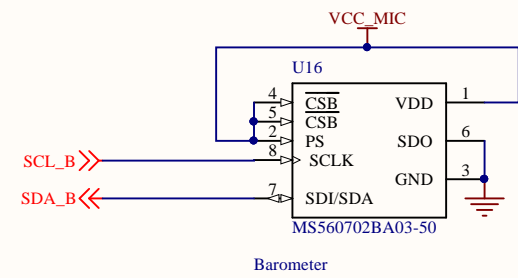 VCC_MIC
U16
4 CSB VDD 1
5 CSB
2 PS SDO 6
SCL_B 8 SCLK
GND 3
SDA_B 7 SDI/SDA
MS560702BA03-50
Barometer